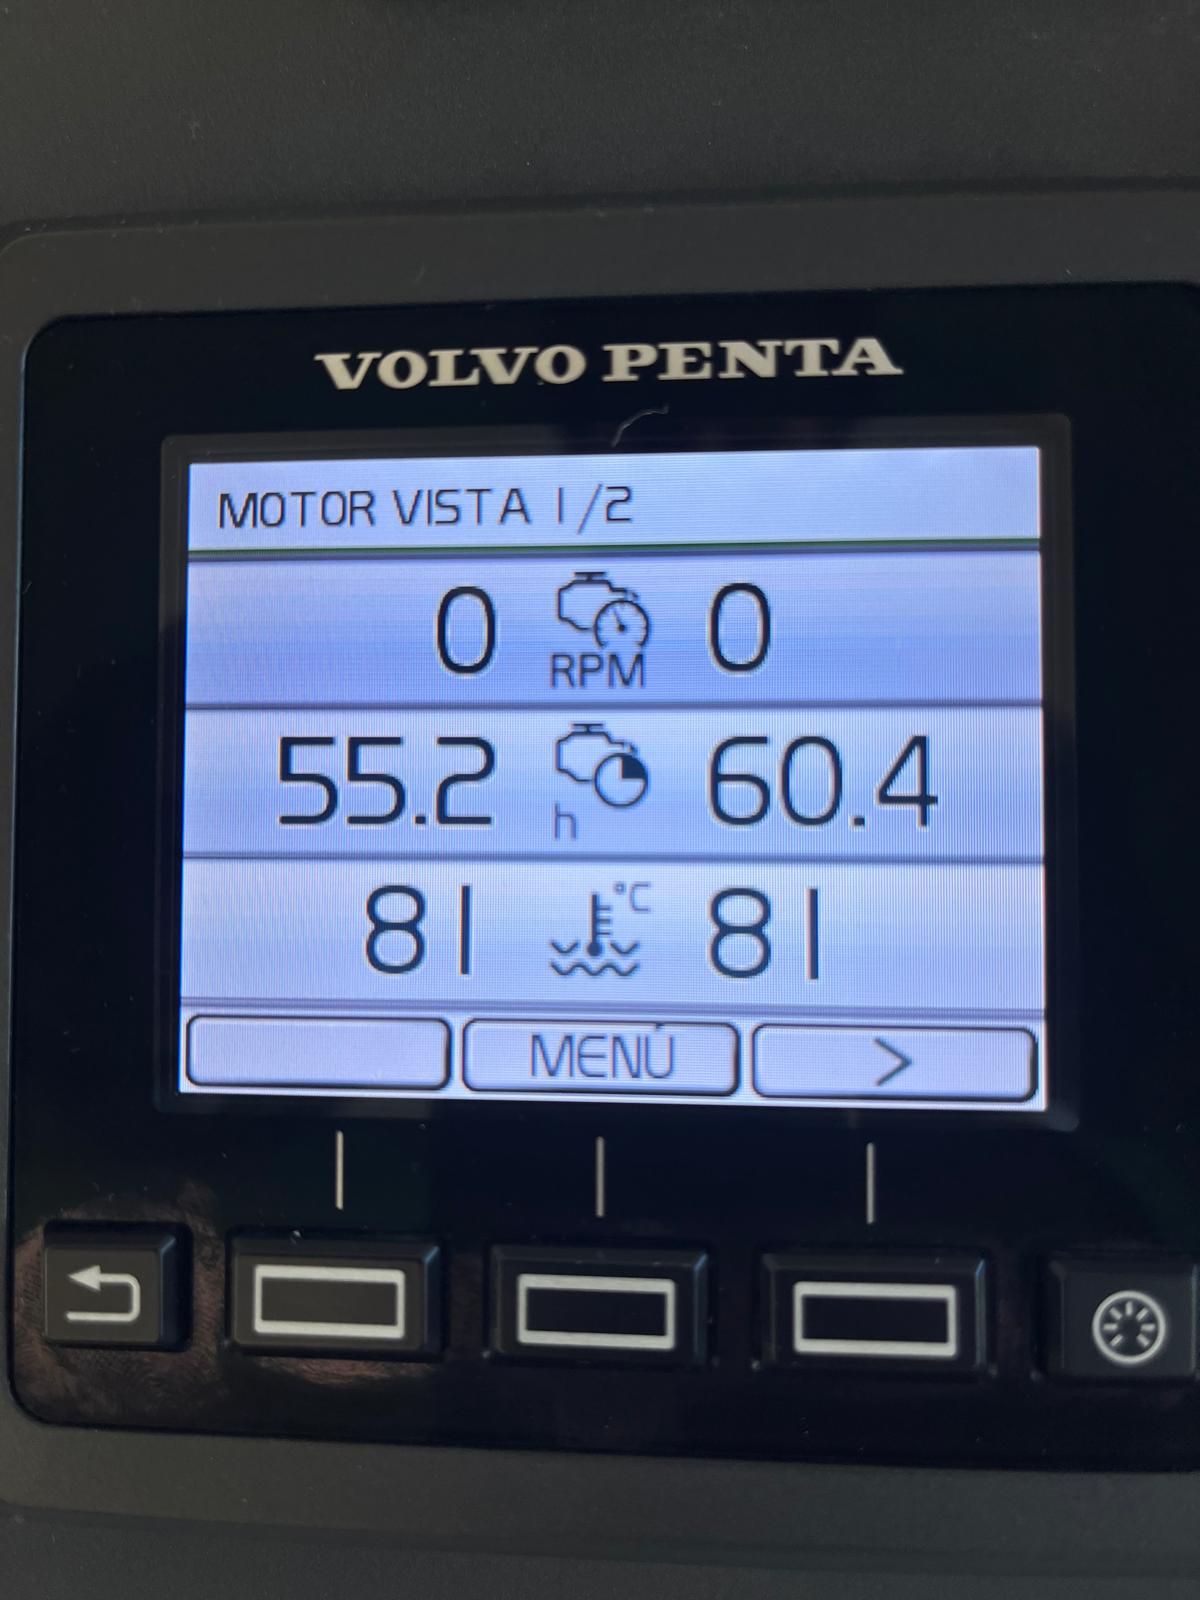 VOLVO PENTA
MOTOR VISTA 1/2
0 RPM 0
55.2 h 60.4
81 °C 81
MENÚ >